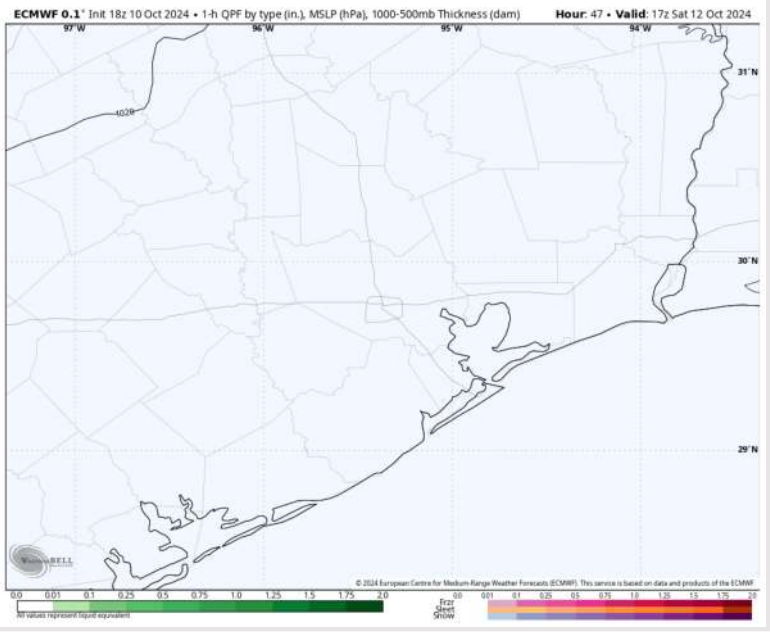 ECMWF 0.1° Init 18z 10 Oct 2024 • 1-h QPF by type (in.), MSLP (hPa), 1000-500mb Thickness (dam) Hour: 47 • Valid: 17z Sat 12 Oct 2024
97°W 96°W 95°W 94°W
31°N
1020
30°N
29°N
WeatherBELL
© 2024 European Centre for Medium-Range Weather Forecasts (ECMWF). This service is based on data and products of the ECMWF
0.0 0.01 0.1 0.25 0.5 0.75 1.0 1.25 1.5 1.75 2.0 0.0 0.01 0.1 0.25 0.5 0.75 1.0 1.25 1.5 1.75 2.0
Frzr
Sleet
Snow
All values represent liquid equivalent